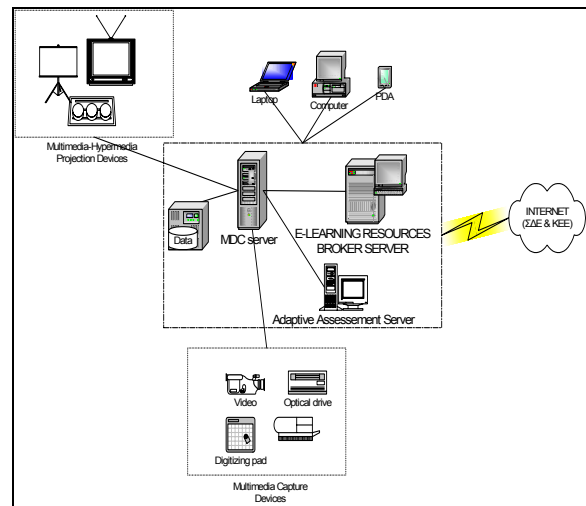 Multimedia-Hypermedia
Projection Devices
Laptop
Computer
PDA
Data
MDC server
E-LEARNING RESOURCES
BROKER SERVER
INTERNET
(ΣΔΕ & ΚΕΕ)
Adaptive Assessement Server
Video
Optical drive
Digitizing pad
Multimedia Capture
Devices